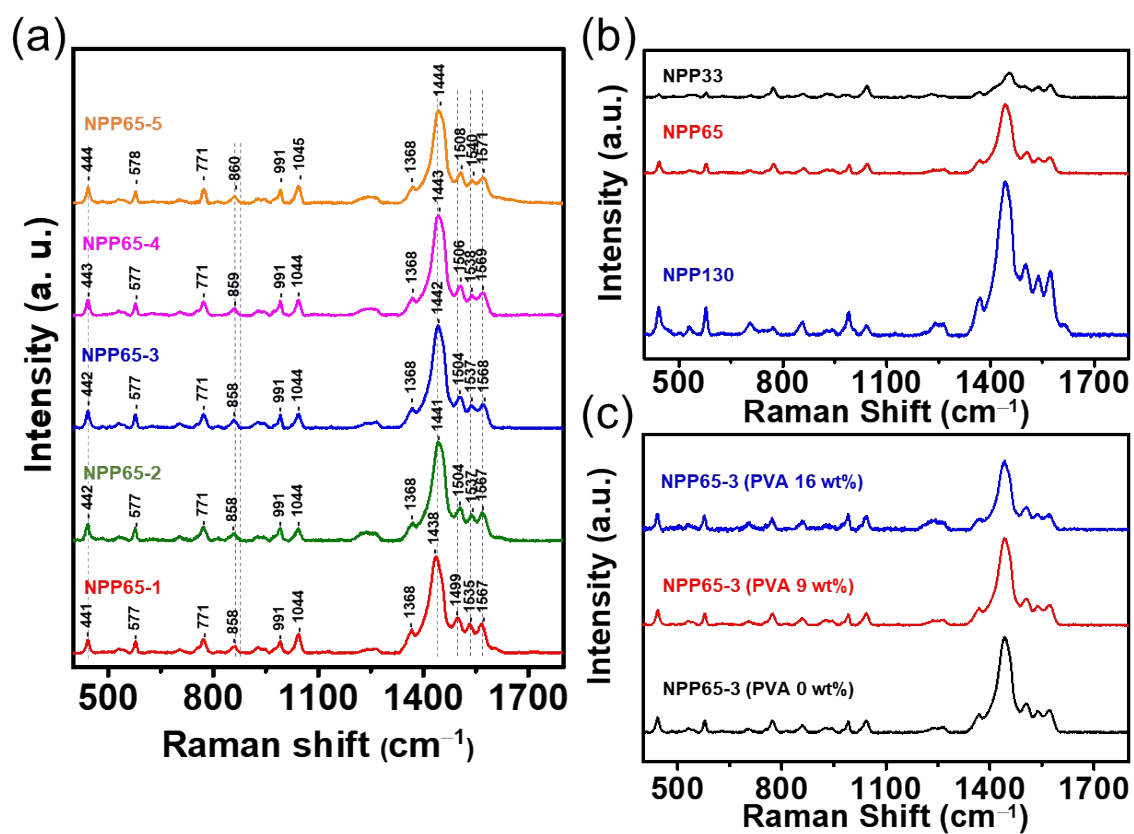 (a)
Intensity (a. u.)
NPP65-5
444
578
771
860
991
1045
1368
1444
1508
1540
1571
NPP65-4
443
577
771
859
991
1044
1368
1443
1506
1538
1569
NPP65-3
442
577
771
858
991
1044
1368
1442
1504
1537
1568
NPP65-2
442
577
771
858
991
1044
1368
1441
1504
1537
1567
NPP65-1
441
577
771
858
991
1044
1368
1438
1499
1535
1567
500 800 1100 1400 1700
Raman shift (cm⁻¹)
(b)
Intensity (a.u.)
NPP33
NPP65
NPP130
500 800 1100 1400 1700
Raman Shift (cm⁻¹)
(c)
Intensity (a.u.)
NPP65-3 (PVA 16 wt%)
NPP65-3 (PVA 9 wt%)
NPP65-3 (PVA 0 wt%)
500 800 1100 1400 1700
Raman Shift (cm⁻¹)